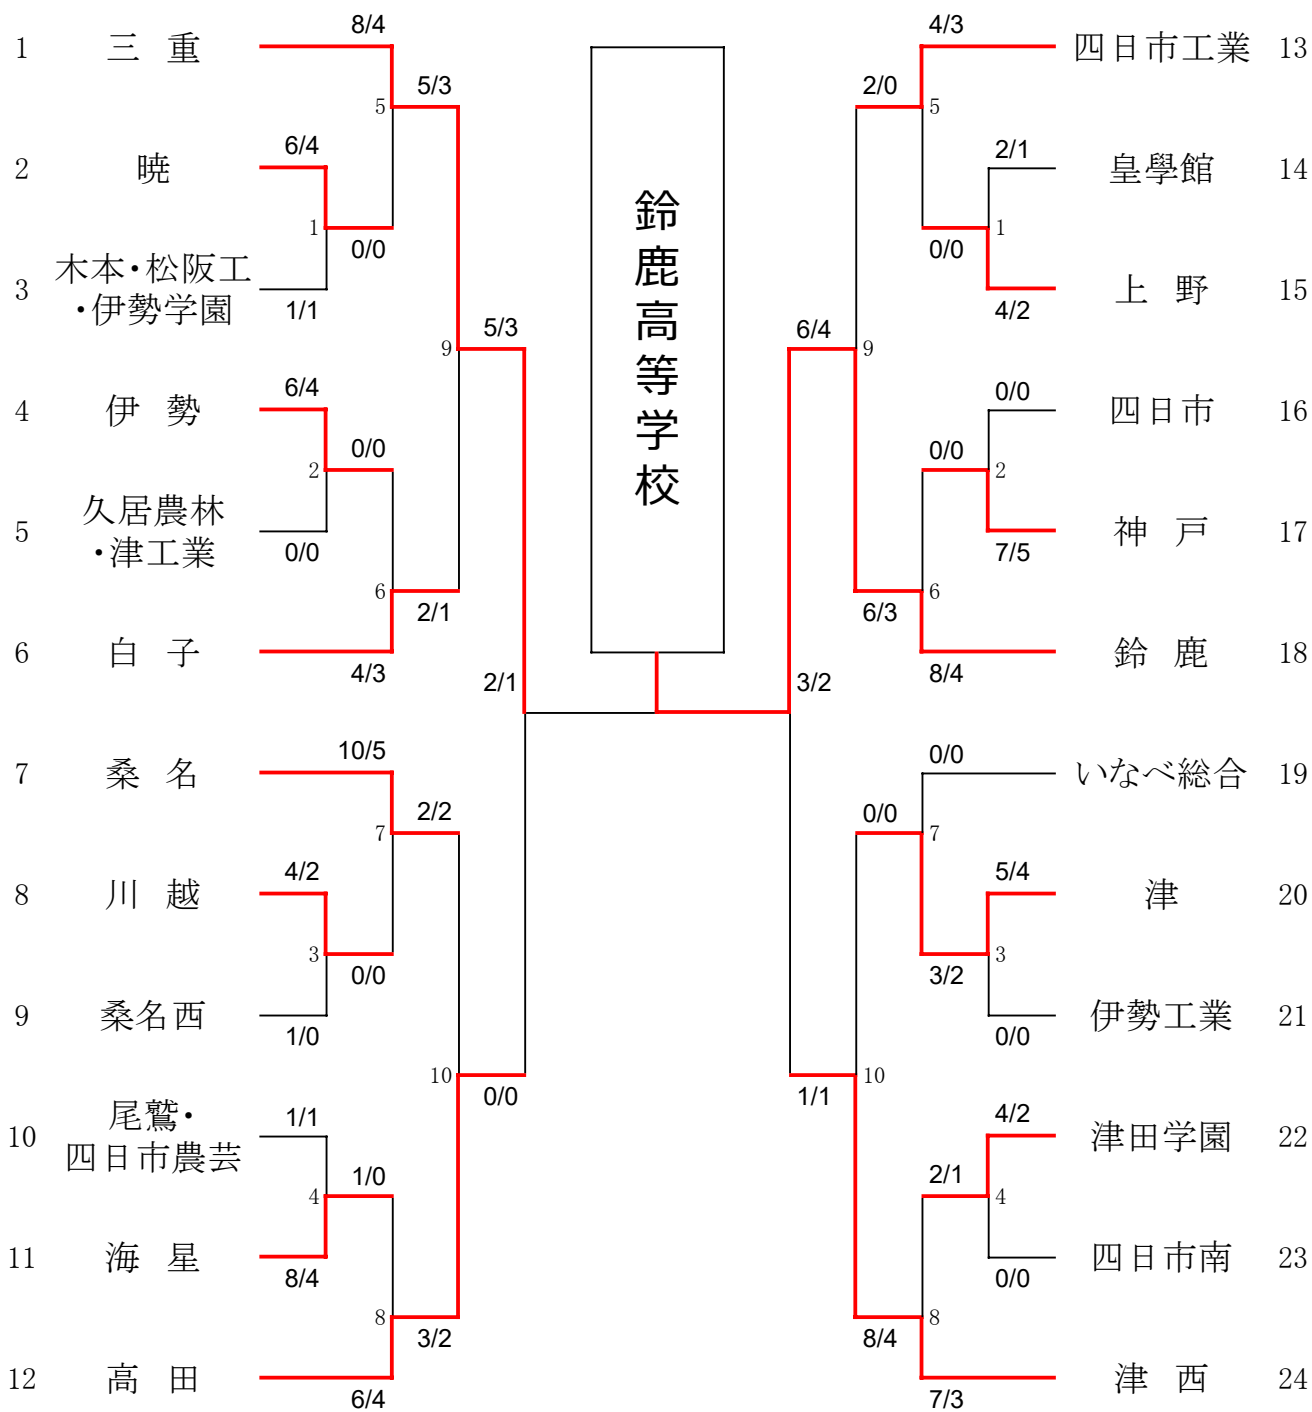 8/4
1 三 重
5/3
5
2 暁
6/4
1
0/0
3 木本・松阪工
・伊勢学園
1/1
9
5/3
4 伊 勢
6/4
2
0/0
5 久居農林
・津工業
0/0
6
2/1
6 白 子
4/3
2/1
7 桑 名
10/5
7
2/2
8 川 越
4/2
3
0/0
9 桑名西
1/0
10
0/0
10 尾鷲・
四日市農芸
1/1
4
1/0
11 海 星
8/4
8
3/2
12 高 田
6/4
鈴鹿高等学校
4/3
四日市工業 13
2/0
5
2/1
皇學館 14
1
0/0
上 野 15
4/2
6/4
9
0/0
四日市 16
0/0
2
神 戸 17
7/5
6
6/3
鈴 鹿 18
8/4
3/2
0/0
いなべ総合 19
0/0
7
5/4
津 20
3
3/2
伊勢工業 21
0/0
10
1/1
4/2
津田学園 22
2/1
4
四日市南 23
0/0
8
8/4
津 西 24
7/3